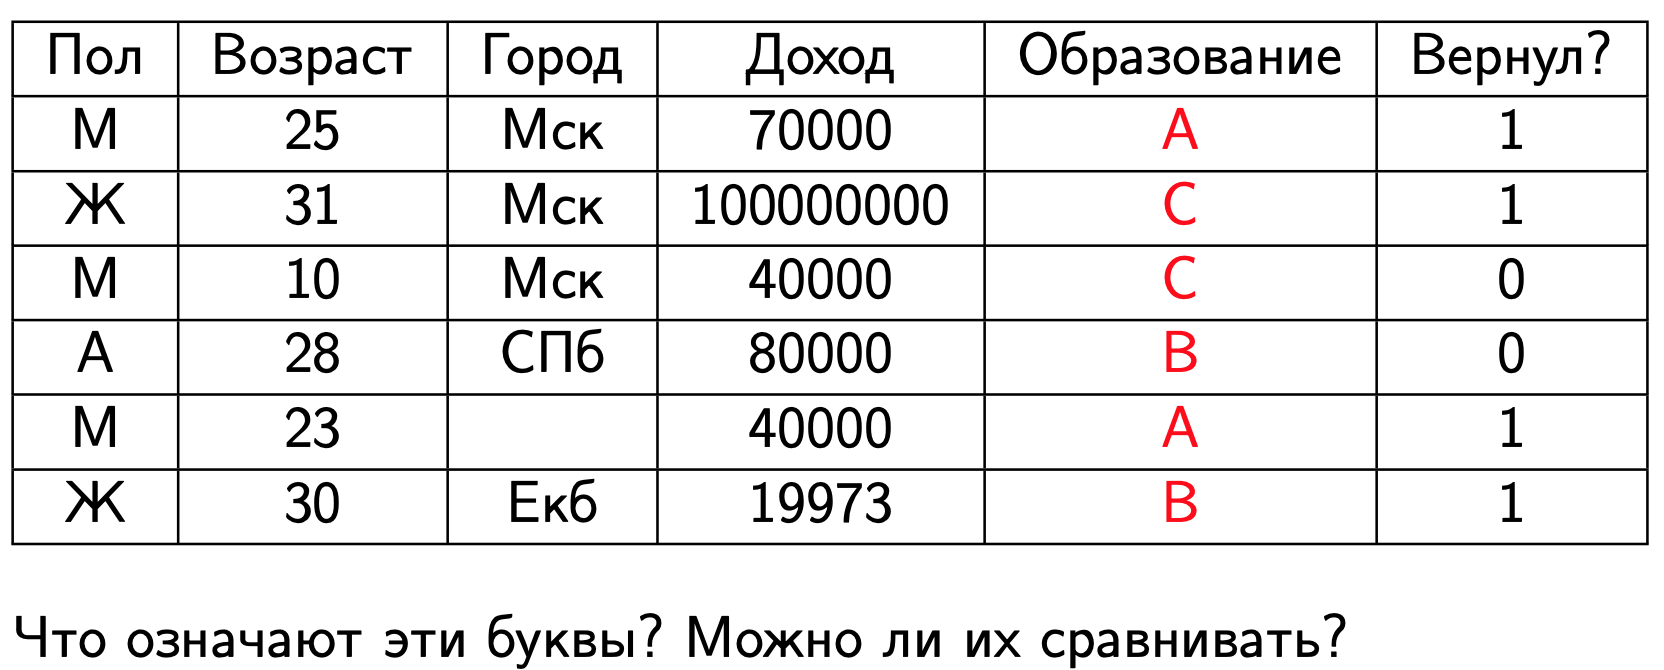 Пол Возраст Город Доход Образование Вернул?
М 25 Мск 70000 A 1
Ж 31 Мск 100000000 C 1
М 10 Мск 40000 C 0
А 28 СПб 80000 B 0
М 23 40000 A 1
Ж 30 Екб 19973 B 1
Что означают эти буквы? Можно ли их сравнивать?